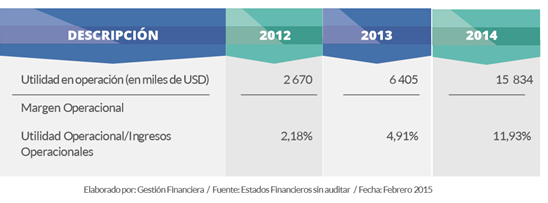 DESCRIPCIÓN 2012 2013 2014
Utilidad en operación (en miles de USD) 2 670 6 405 15 834
Margen Operacional
Utilidad Operacional/Ingresos 2,18% 4,91% 11,93%
Operacionales
Elaborado por: Gestión Financiera / Fuente: Estados Financieros sin auditar / Fecha: Febrero 2015